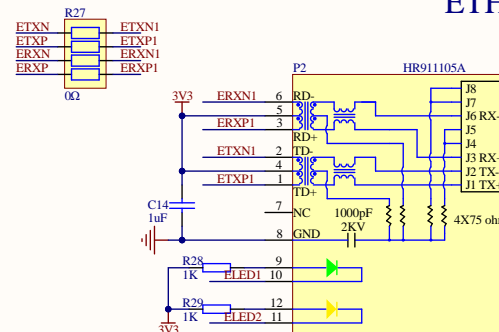 ETH
R27
ETXN ETXN1
ETXP ETXP1
ERXN ERXN1
ERXP ERXP1
0Ω
P2 HR911105A
3V3
ERXN1 6 RD-
5
ERXP1 3 RD+
ETXN1 2 TD-
4
ETXP1 1 TD+
7 NC
8 GND
C14
1uF
1000pF
2KV
J8
J7
J6 RX-
J5
J4
J3 RX-
J2 TX-
J1 TX+
4X75 ohm
R28
1K
9
ELED1 10
R29
1K
12
ELED2 11
3V3